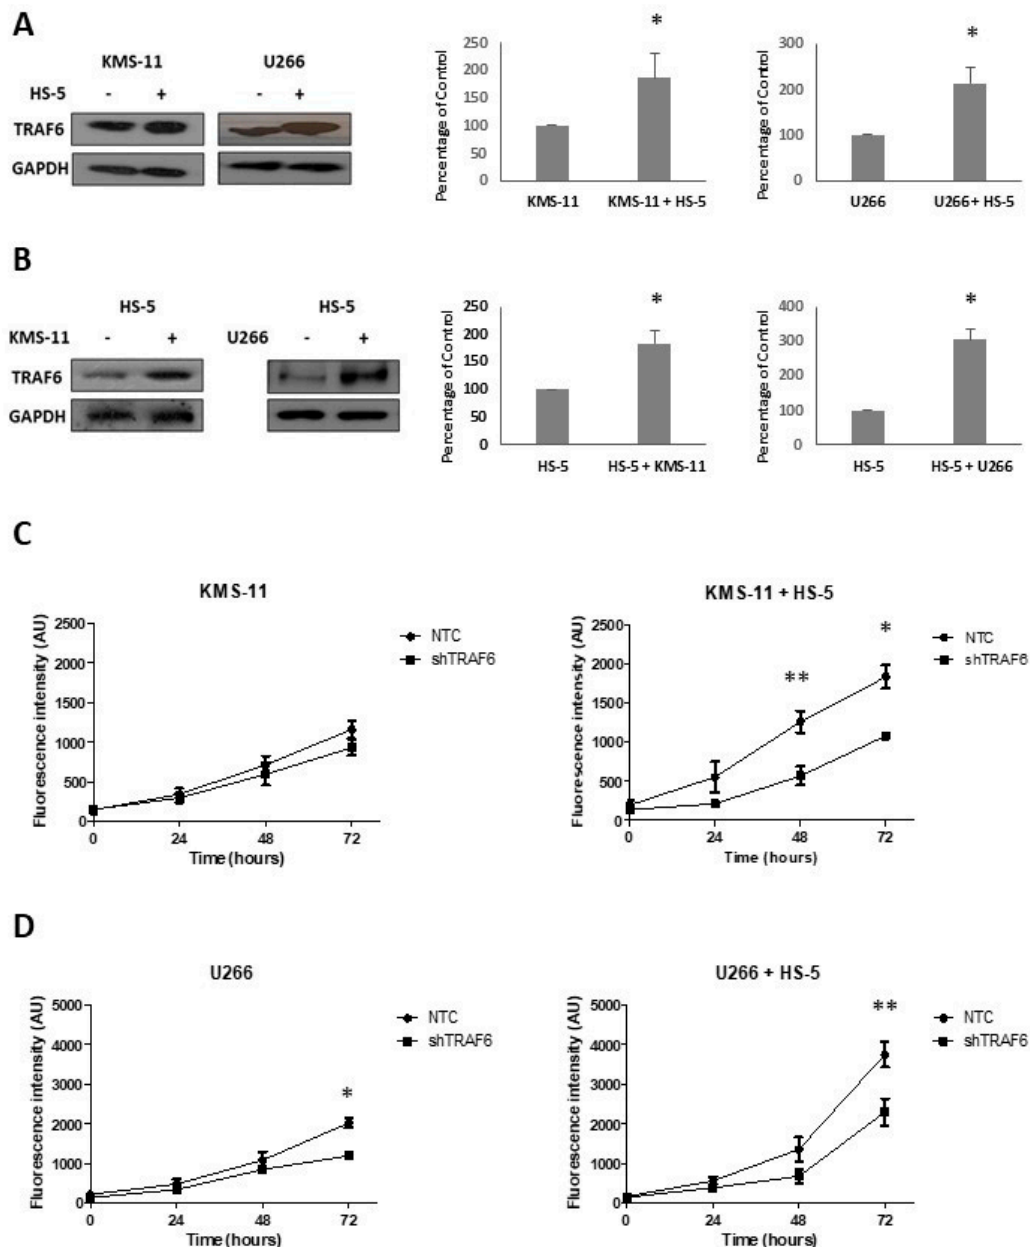 A
KMS-11 U266
HS-5 - + - +
TRAF6
GAPDH
Percentage of Control
250
200
150
100
50
0
*
KMS-11 KMS-11 + HS-5
Percentage of Control
300
200
100
0
*
U266 U266 + HS-5
B
HS-5 HS-5
KMS-11 - + U266 - +
TRAF6
GAPDH
Percentage of Control
250
200
150
100
50
0
*
HS-5 HS-5 + KMS-11
Percentage of Control
400
300
200
100
0
*
HS-5 HS-5 + U266
C
KMS-11
Fluorescence intensity (AU)
2500
2000
1500
1000
500
0
0 24 48 72
Time (hours)
NTC
shTRAF6
KMS-11 + HS-5
Fluorescence intensity (AU)
2500
2000
1500
1000
500
0
0 24 48 72
Time (hours)
** *
NTC
shTRAF6
D
U266
Fluorescence intensity (AU)
5000
4000
3000
2000
1000
0
0 24 48 72
Time (hours)
*
NTC
shTRAF6
U266 + HS-5
Fluorescence intensity (AU)
5000
4000
3000
2000
1000
0
0 24 48 72
Time (hours)
**
NTC
shTRAF6